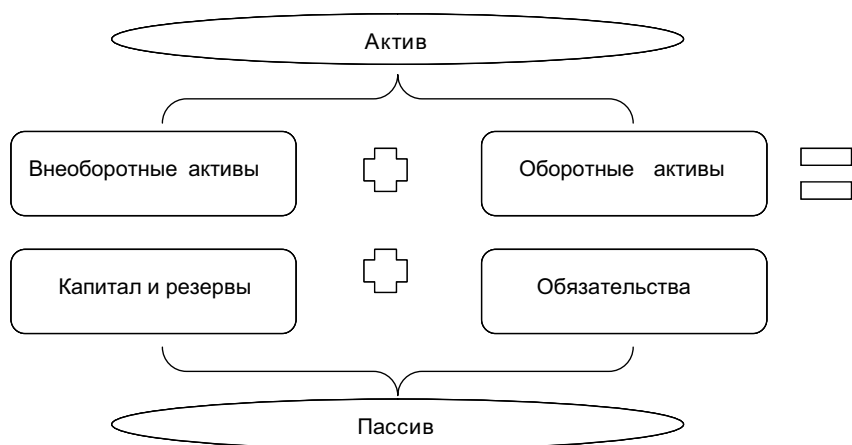 Актив
Внеоборотные активы
Оборотные активы
Капитал и резервы
Обязательства
Пассив